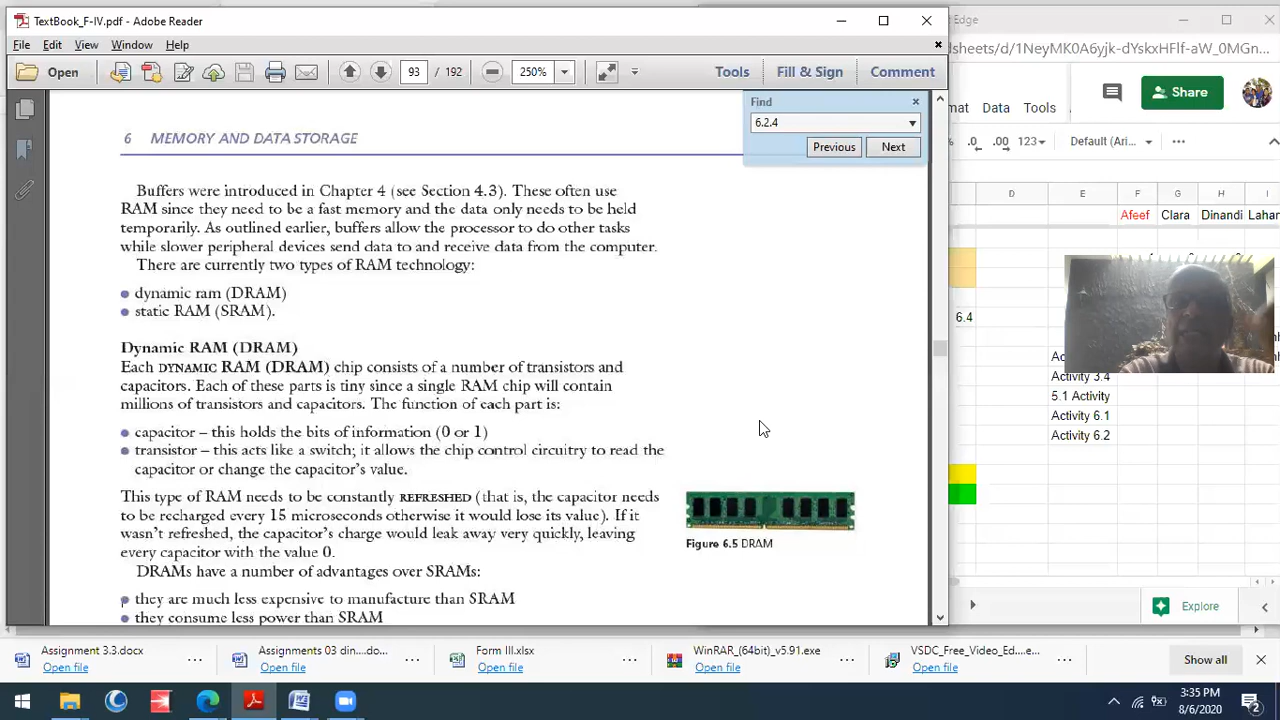 TextBook_F-IV.pdf - Adobe Reader
Edge
File Edit View Window Help
dsheets/d/1NeyMK0A6yjk-dYskxHFlf-aW_0MGn...
Open 93 / 192 250% Tools Fill & Sign Comment
Share
mat Data Tools
Find
6.2.4
Previous Next
.0 .00 123 Default (Ari...
D E F G H I
Afeef Clara Dinandi Lahar
6.4
Activity 3.4
5.1 Activity
Activity 6.1
Activity 6.2
6 MEMORY AND DATA STORAGE
Buffers were introduced in Chapter 4 (see Section 4.3). These often use
RAM since they need to be a fast memory and the data only needs to be held
temporarily. As outlined earlier, buffers allow the processor to do other tasks
while slower peripheral devices send data to and receive data from the computer.
There are currently two types of RAM technology:
● dynamic ram (DRAM)
● static RAM (SRAM).
Dynamic RAM (DRAM)
Each DYNAMIC RAM (DRAM) chip consists of a number of transistors and
capacitors. Each of these parts is tiny since a single RAM chip will contain
millions of transistors and capacitors. The function of each part is:
● capacitor – this holds the bits of information (0 or 1)
● transistor – this acts like a switch; it allows the chip control circuitry to read the
capacitor or change the capacitor's value.
This type of RAM needs to be constantly REFRESHED (that is, the capacitor needs
to be recharged every 15 microseconds otherwise it would lose its value). If it
wasn't refreshed, the capacitor's charge would leak away very quickly, leaving
every capacitor with the value 0.
DRAMs have a number of advantages over SRAMs:
● they are much less expensive to manufacture than SRAM
● they consume less power than SRAM
Figure 6.5 DRAM
Explore
Assignment 3.3.docx
Open file
Assignments 03 din....do...
Open file
Form III.xlsx
Open file
WinRAR_(64bit)_v5.91.exe
Open file
VSDC_Free_Video_Ed....e...
Open file
Show all
3:35 PM
8/6/2020
2